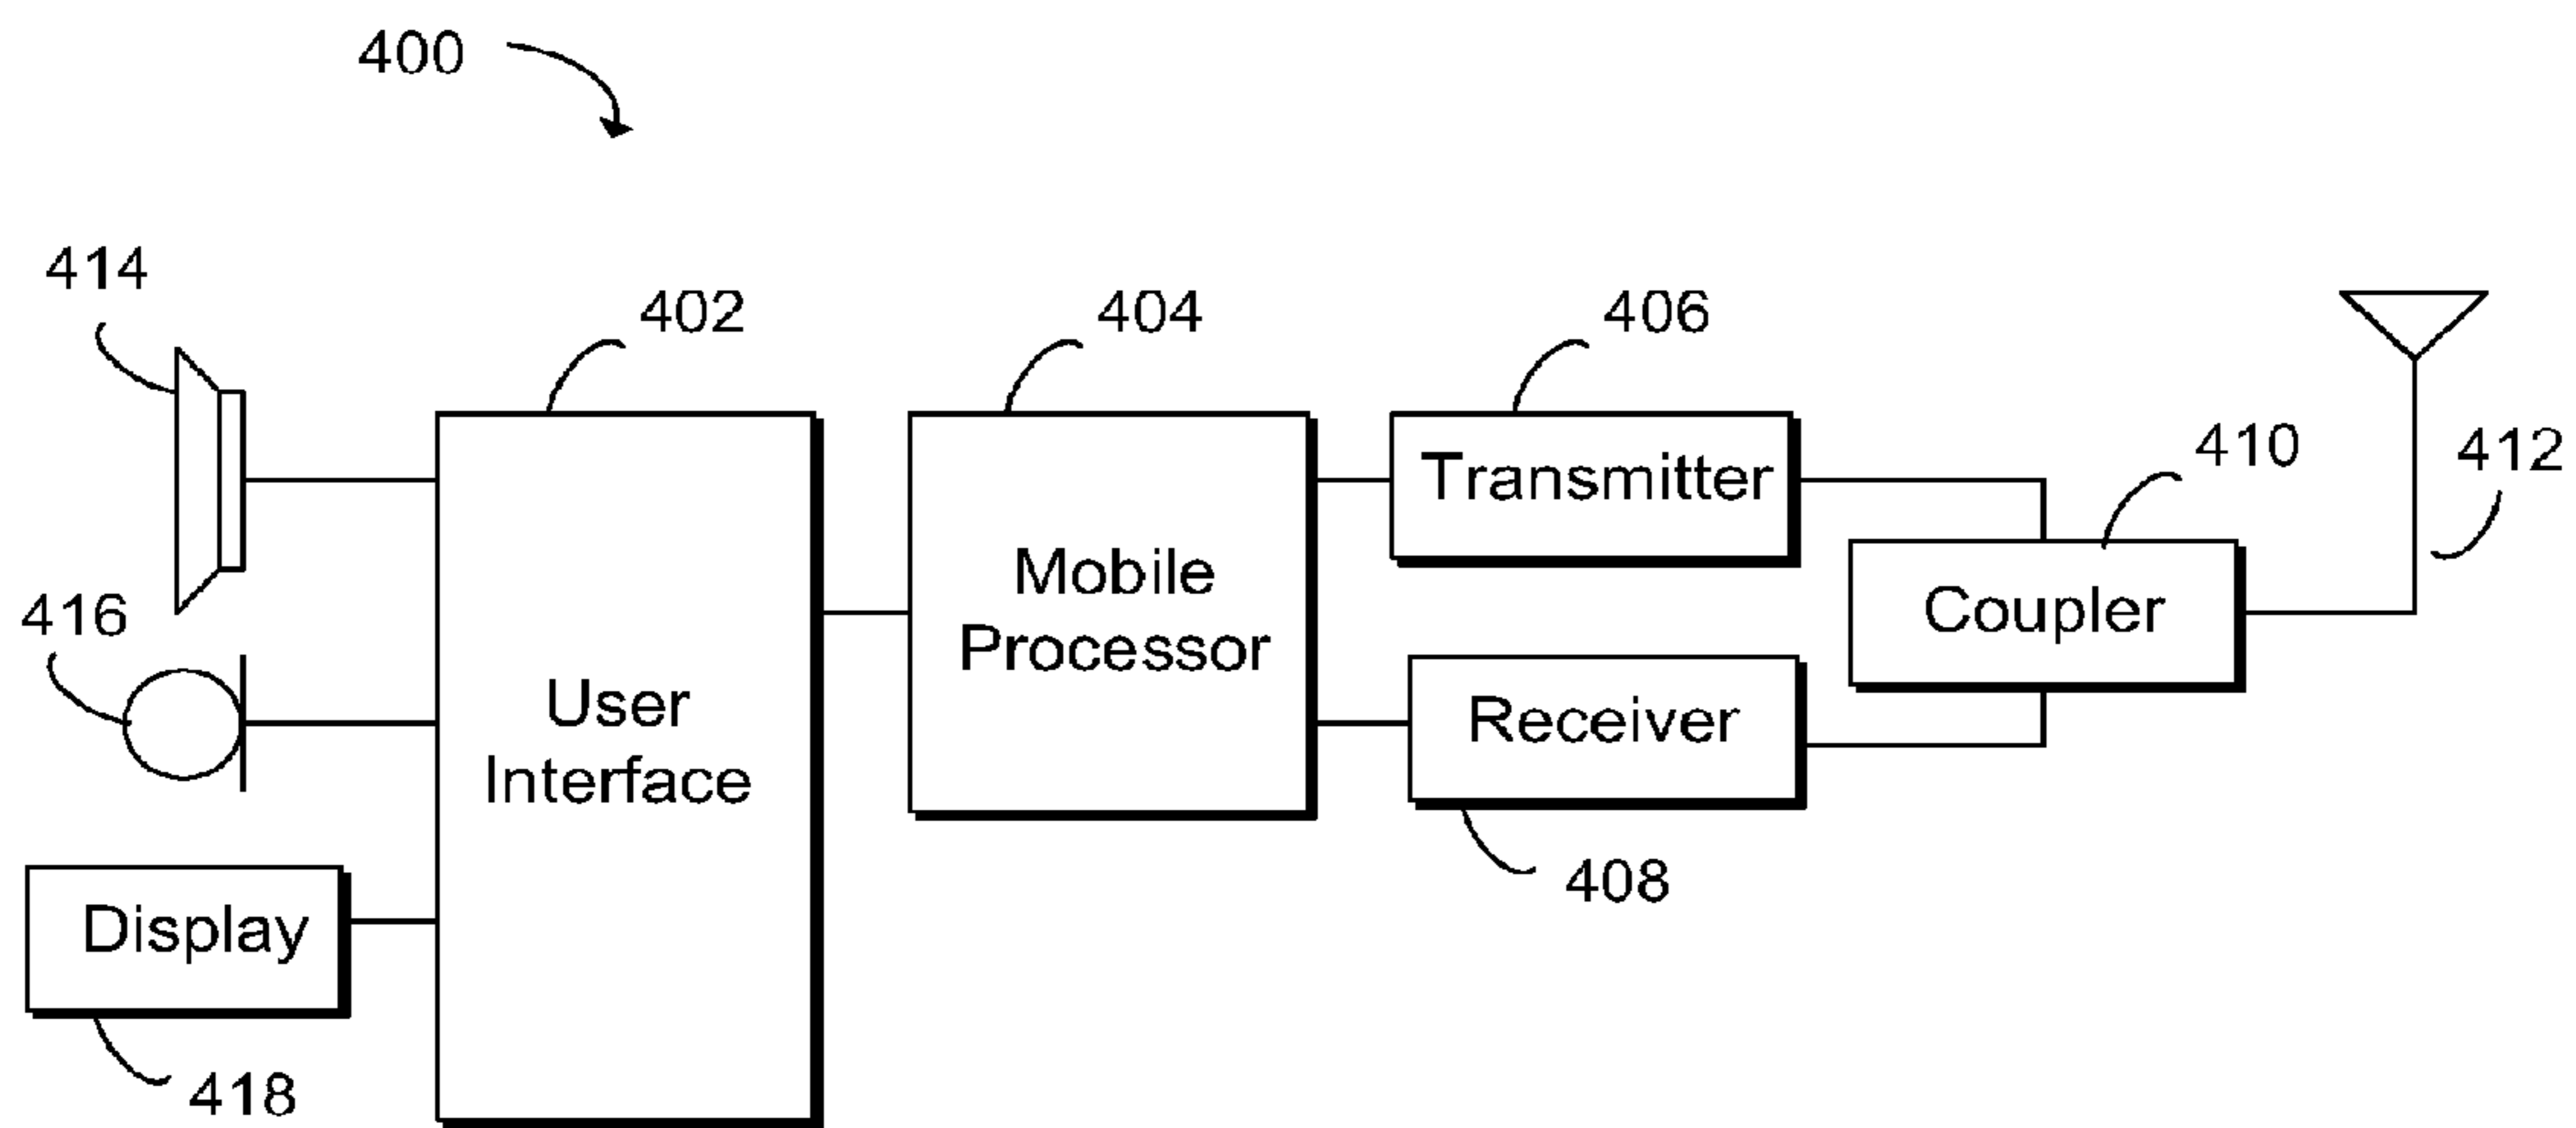 400
414
402
404
406
410
412
Transmitter
Mobile
Processor
Coupler
416
User
Interface
Receiver
408
Display
418